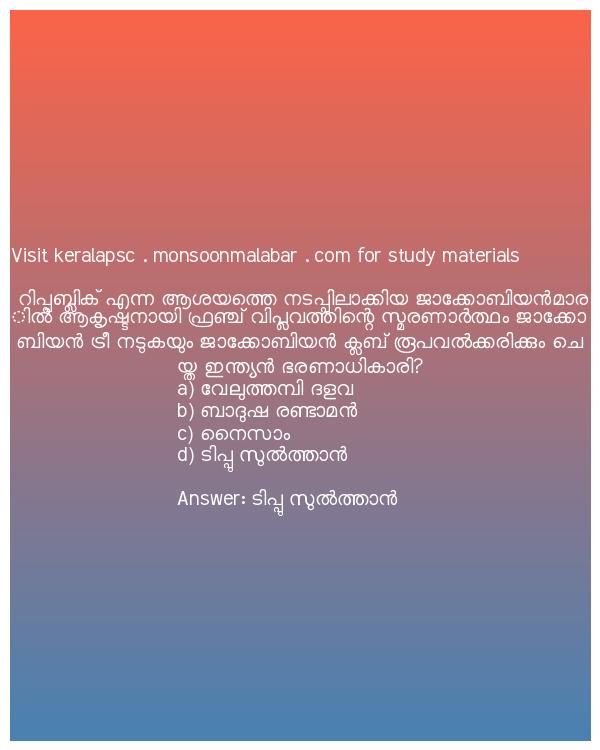 Visit keralapsc . monsoonmalabar . com for study materials
റിപ്പബ്ലിക് എന്ന ആശയത്തെ നടപ്പിലാക്കിയ ജാക്കോബിയൻമാര
ിൽ ആകൃഷ്ടനായി ഫ്രഞ്ച് വിപ്ലവത്തിന്റെ സ്മരണാർത്ഥം ജാക്കോ
ബിയൻ ട്രീ നടുകയും ജാക്കോബിയൻ ക്ലബ് രൂപവൽക്കരിക്കും ചെ
യ്ത ഇന്ത്യൻ ഭരണാധികാരി?
a) വേലുത്തമ്പി ദളവ
b) ബാദുഷ രണ്ടാമൻ
c) നൈസാം
d) ടിപ്പു സുൽത്താൻ
Answer: ടിപ്പു സുൽത്താൻ